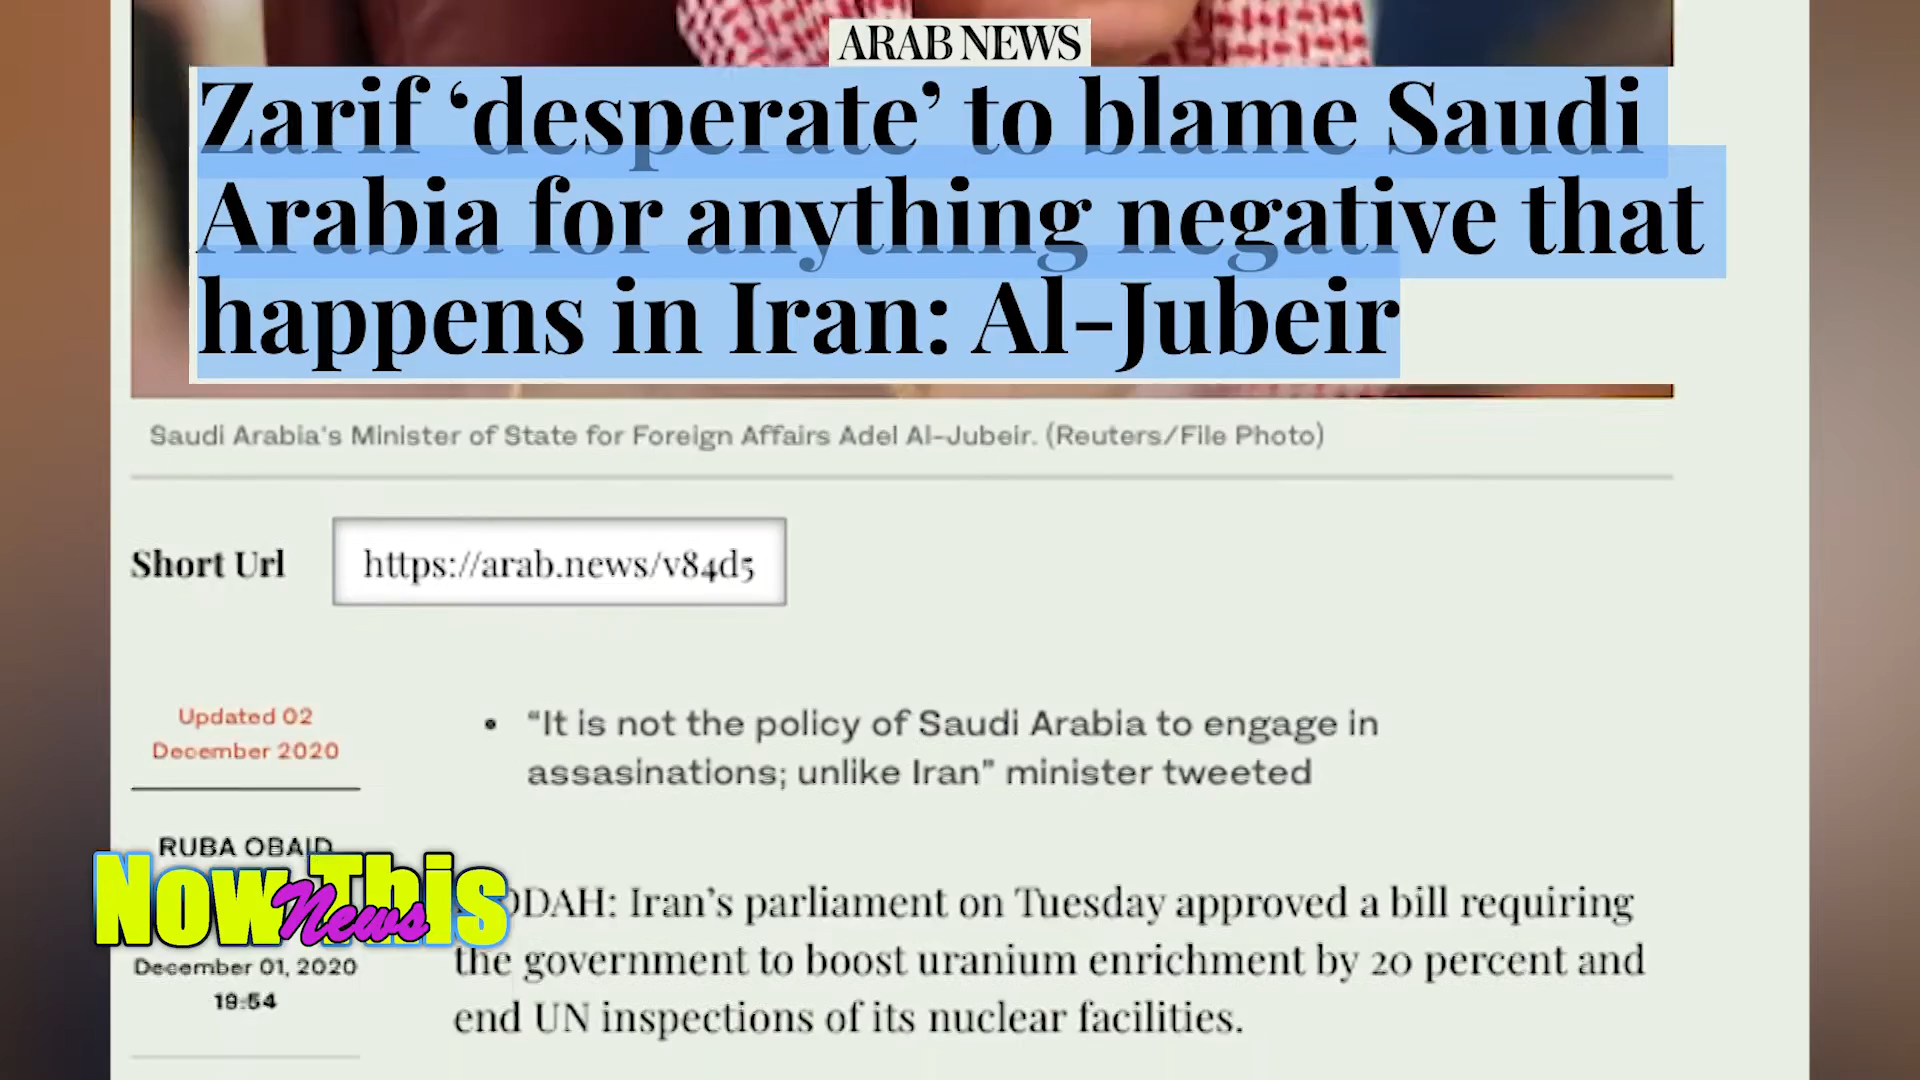 ARAB NEWS
Zarif ‘desperate’ to blame Saudi
Arabia for anything negative that
happens in Iran: Al-Jubeir
Saudi Arabia's Minister of State for Foreign Affairs Adel Al-Jubeir. (Reuters/File Photo)
Short Url
https://arab.news/v84d5
Updated 02
December 2020
“It is not the policy of Saudi Arabia to engage in
assasinations; unlike Iran” minister tweeted
RUBA OBAID
December 01, 2020
19:54
Now This
News
DDAH: Iran’s parliament on Tuesday approved a bill requiring
the government to boost uranium enrichment by 20 percent and
end UN inspections of its nuclear facilities.